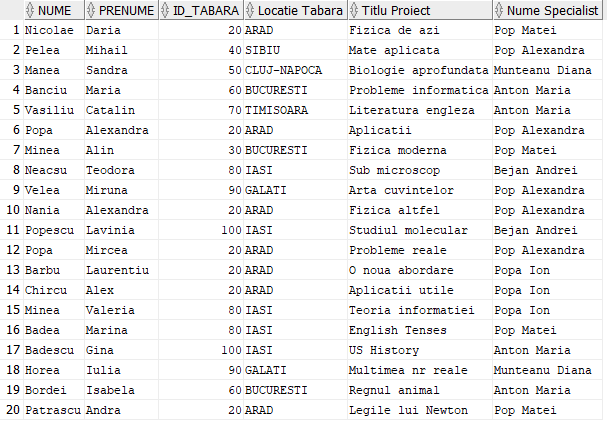 NUME PRENUME ID_TABARA Locatie Tabara Titlu Proiect Nume Specialist
1 Nicolae Daria 20 ARAD Fizica de azi Pop Matei
2 Pelea Mihail 40 SIBIU Mate aplicata Pop Alexandra
3 Manea Sandra 50 CLUJ-NAPOCA Biologie aprofundata Munteanu Diana
4 Banciu Maria 60 BUCURESTI Probleme informatica Anton Maria
5 Vasiliu Catalin 70 TIMISOARA Literatura engleza Anton Maria
6 Popa Alexandra 20 ARAD Aplicatii Pop Alexandra
7 Minea Alin 30 BUCURESTI Fizica moderna Pop Matei
8 Neacsu Teodora 80 IASI Sub microscop Bejan Andrei
9 Velea Miruna 90 GALATI Arta cuvintelor Pop Alexandra
10 Nania Alexandra 20 ARAD Fizica altfel Pop Alexandra
11 Popescu Lavinia 100 IASI Studiul molecular Bejan Andrei
12 Popa Mircea 20 ARAD Probleme reale Pop Alexandra
13 Barbu Laurentiu 20 ARAD O noua abordare Popa Ion
14 Chircu Alex 20 ARAD Aplicatii utile Popa Ion
15 Minea Valeria 80 IASI Teoria informatiei Popa Ion
16 Badea Marina 80 IASI English Tenses Pop Matei
17 Badescu Gina 100 IASI US History Anton Maria
18 Horea Iulia 90 GALATI Multimea nr reale Munteanu Diana
19 Bordei Isabela 60 BUCURESTI Regnul animal Anton Maria
20 Patrascu Andra 20 ARAD Legile lui Newton Pop Matei